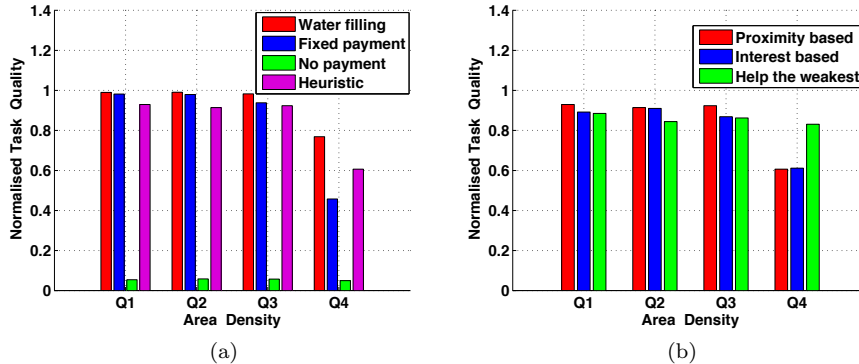 1.4
1.2
1
0.8
0.6
0.4
0.2
0
Normalised Task Quality
Water filling
Fixed payment
No payment
Heuristic
Q1 Q2 Q3 Q4
Area Density
(a)
1.4
1.2
1
0.8
0.6
0.4
0.2
0
Normalised Task Quality
Proximity based
Interest based
Help the weakest
Q1 Q2 Q3 Q4
Area Density
(b)